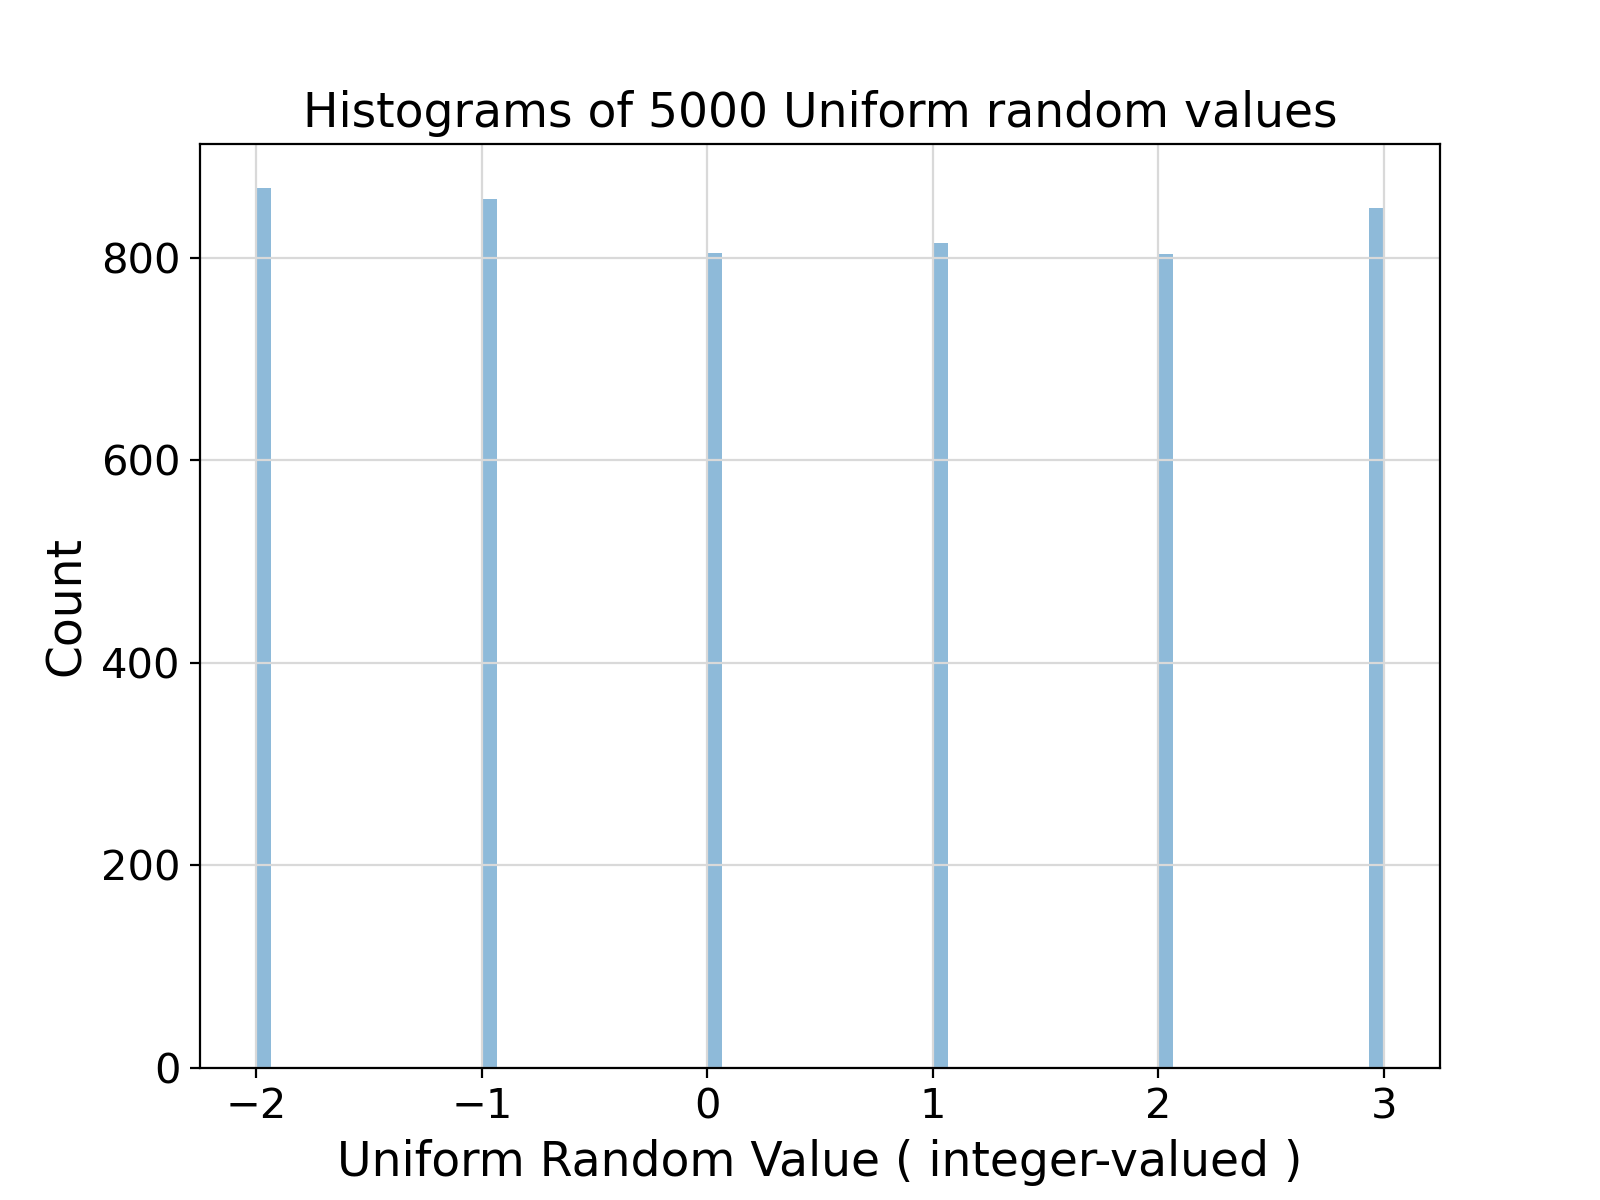 Histograms of 5000 Uniform random values
800
600
400
200
0
Count
−2 −1 0 1 2 3
Uniform Random Value ( integer-valued )